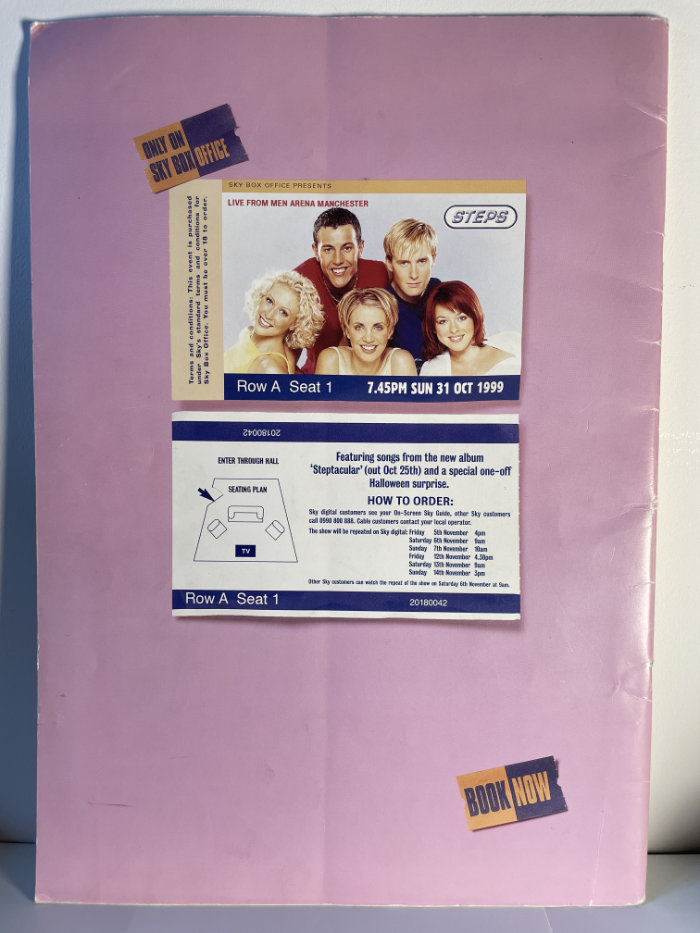 ONLY ON
SKY BOX OFFICE
SKY BOX OFFICE PRESENTS
LIVE FROM MEN ARENA MANCHESTER
STEPS
Terms and conditions: This event is purchased
under Sky's standard terms and conditions for
Sky Box Office. You must be over 18 to order.
Row A Seat 1
7.45PM SUN 31 OCT 1999
20180042
ENTER THROUGH HALL
SEATING PLAN
TV
Featuring songs from the new album
'Steptacular' (out Oct 25th) and a special one-off
Halloween surprise.
HOW TO ORDER:
Sky digital customers see your On-Screen Sky Guide, other Sky customers
call 0990 800 888. Cable customers contact your local operator.
The show will be repeated on Sky digital: Friday 5th November 4pm
Saturday 6th November 9am
Sunday 7th November 10am
Friday 12th November 4.30pm
Saturday 13th November 9am
Sunday 14th November 3pm
Other Sky customers can watch the repeat of the show on Saturday 6th November at 9am.
Row A Seat 1
20180042
BOOK NOW